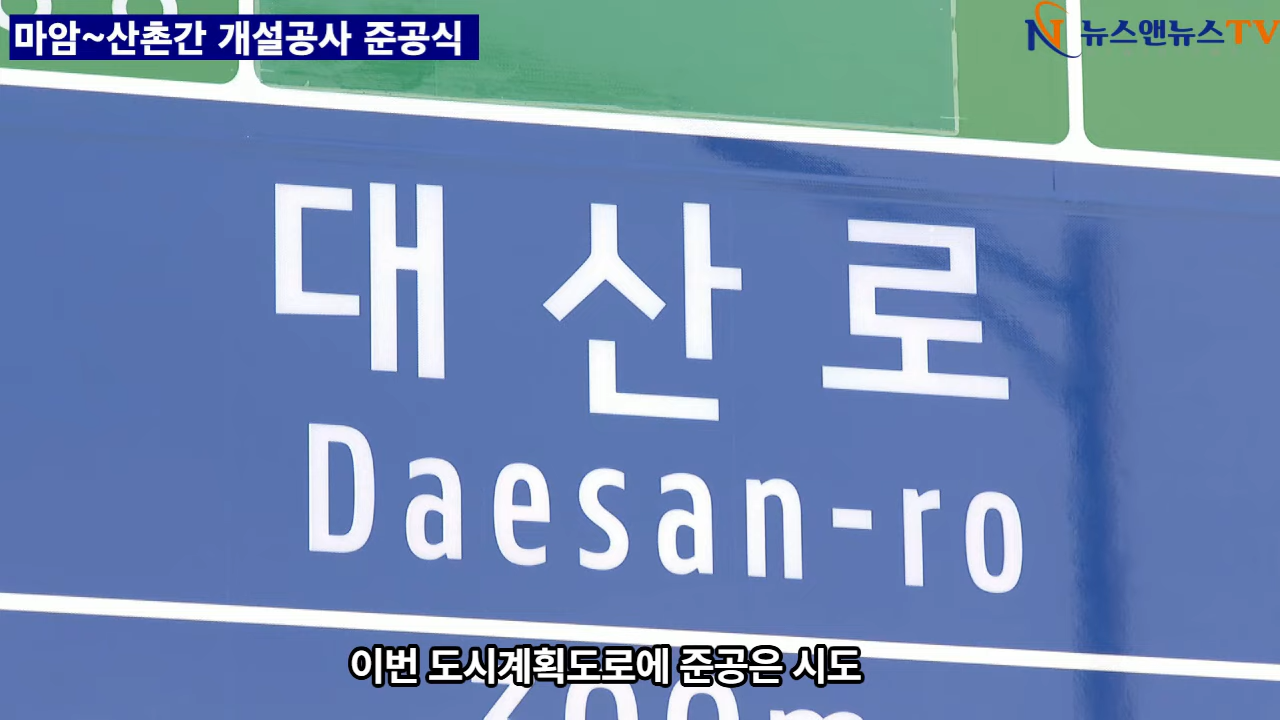 마암~산촌간 개설공사 준공식
뉴스앤뉴스TV
대산로
Daesan-ro
이번 도시계획도로에 준공은 시도